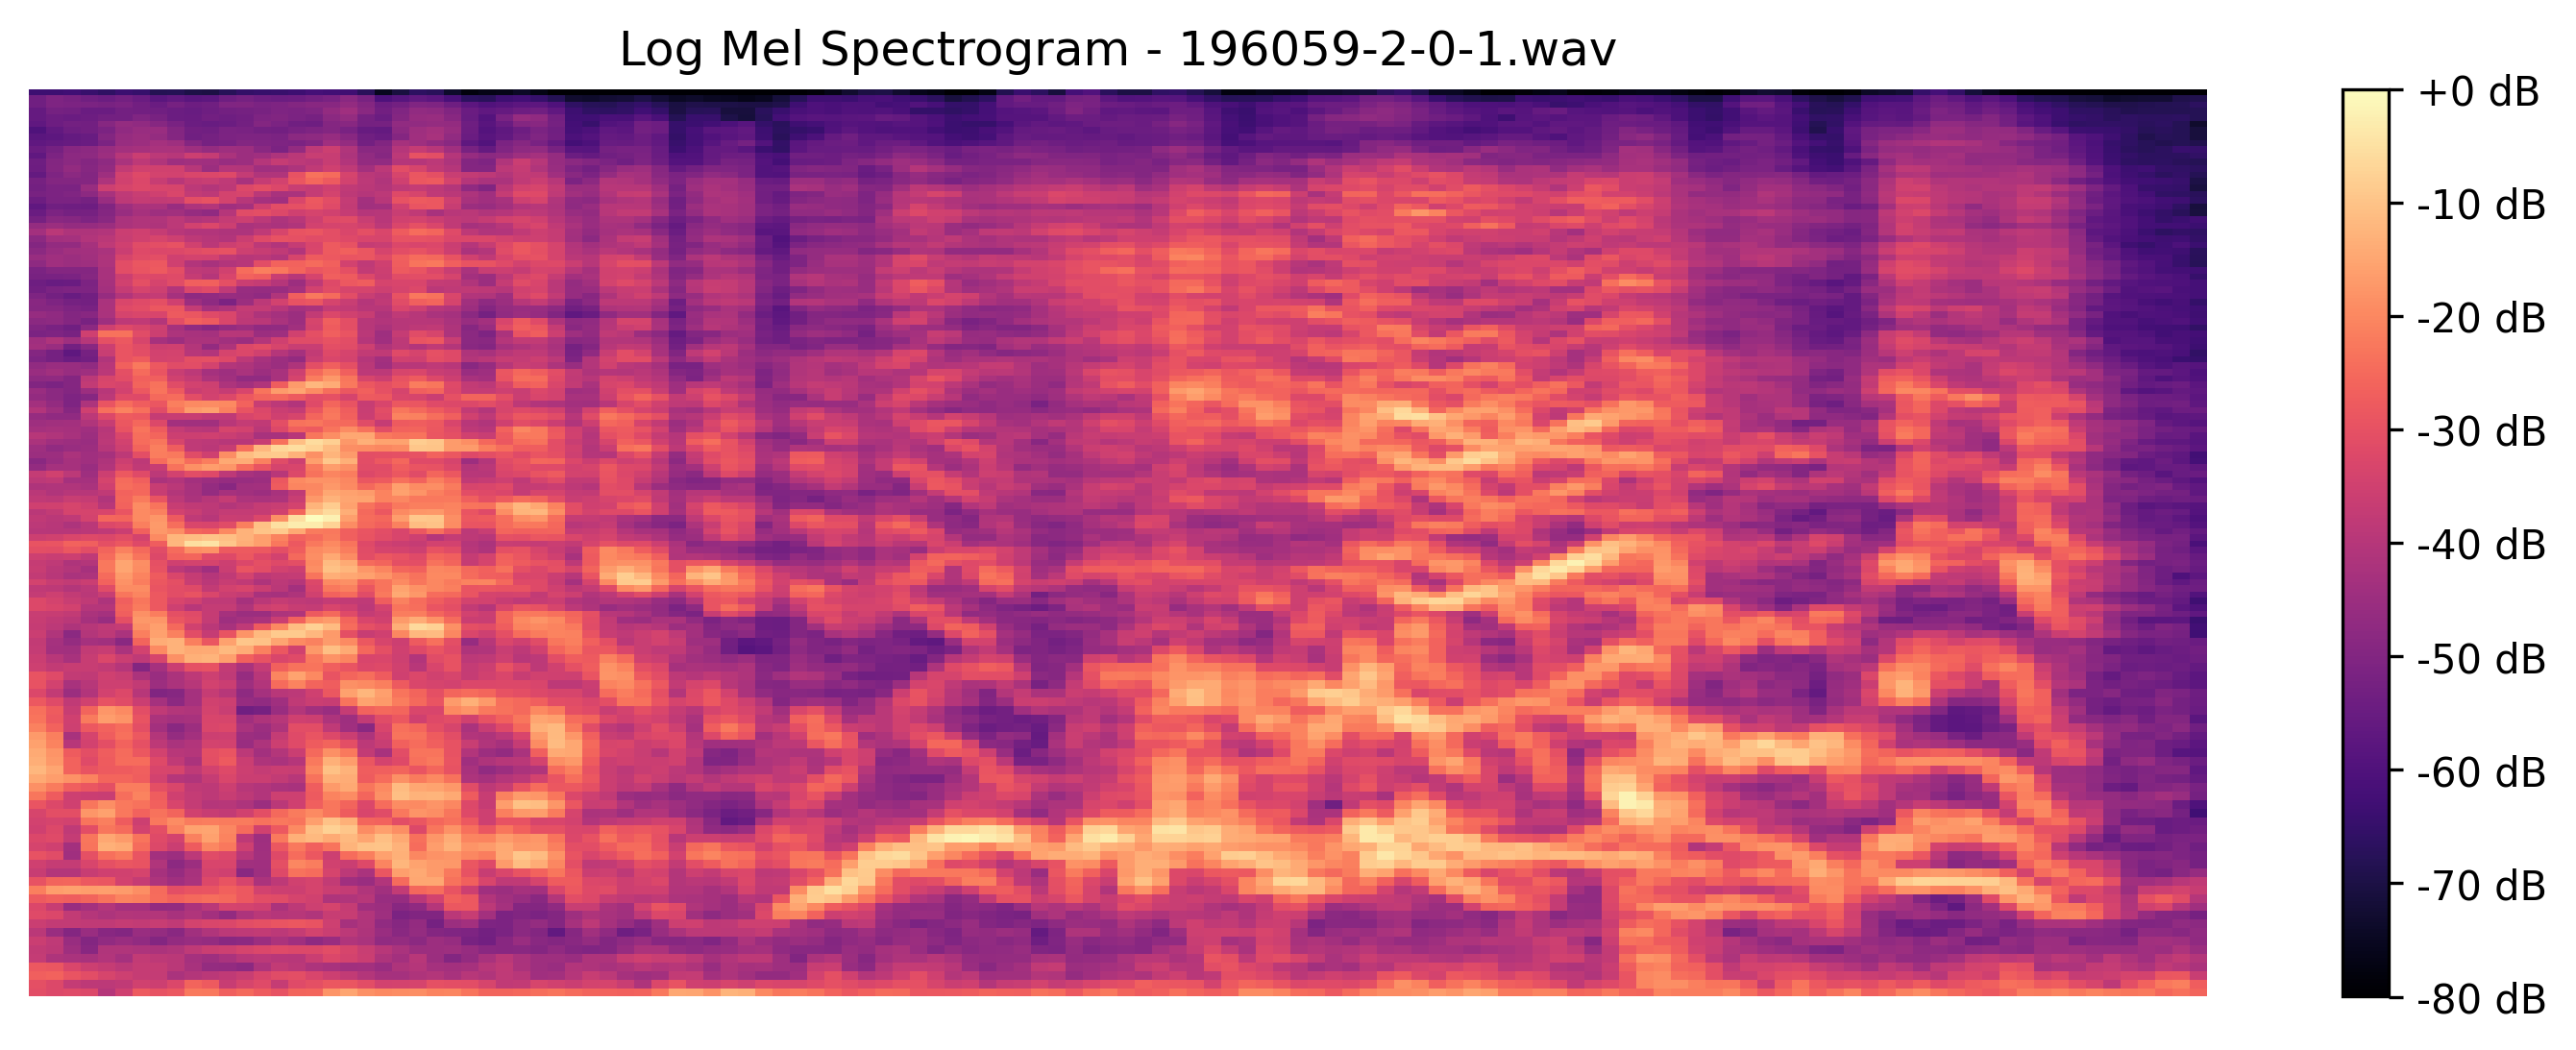 Log Mel Spectrogram - 196059-2-0-1.wav
+0 dB
-10 dB
-20 dB
-30 dB
-40 dB
-50 dB
-60 dB
-70 dB
-80 dB